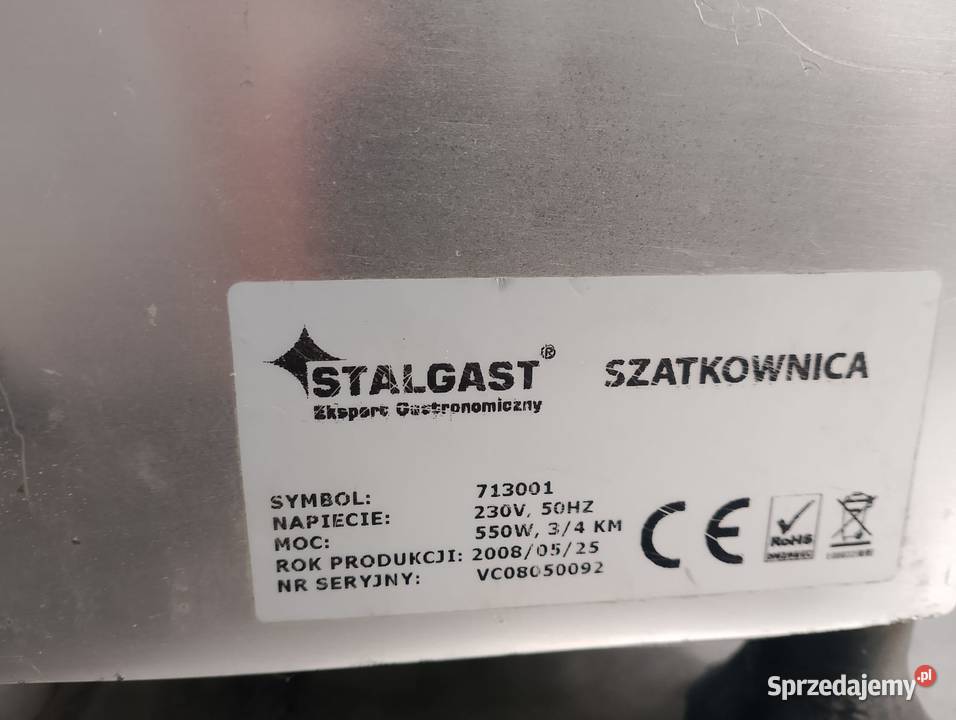 STALGAST®
Ekspert Gastronomiczny
SZATKOWNICA
SYMBOL: 713001
NAPIECIE: 230V, 50HZ
MOC: 550W, 3/4 KM
ROK PRODUKCJI: 2008/05/25
NR SERYJNY: VC08050092
CE
RoHS
Sprzedajemy.pl